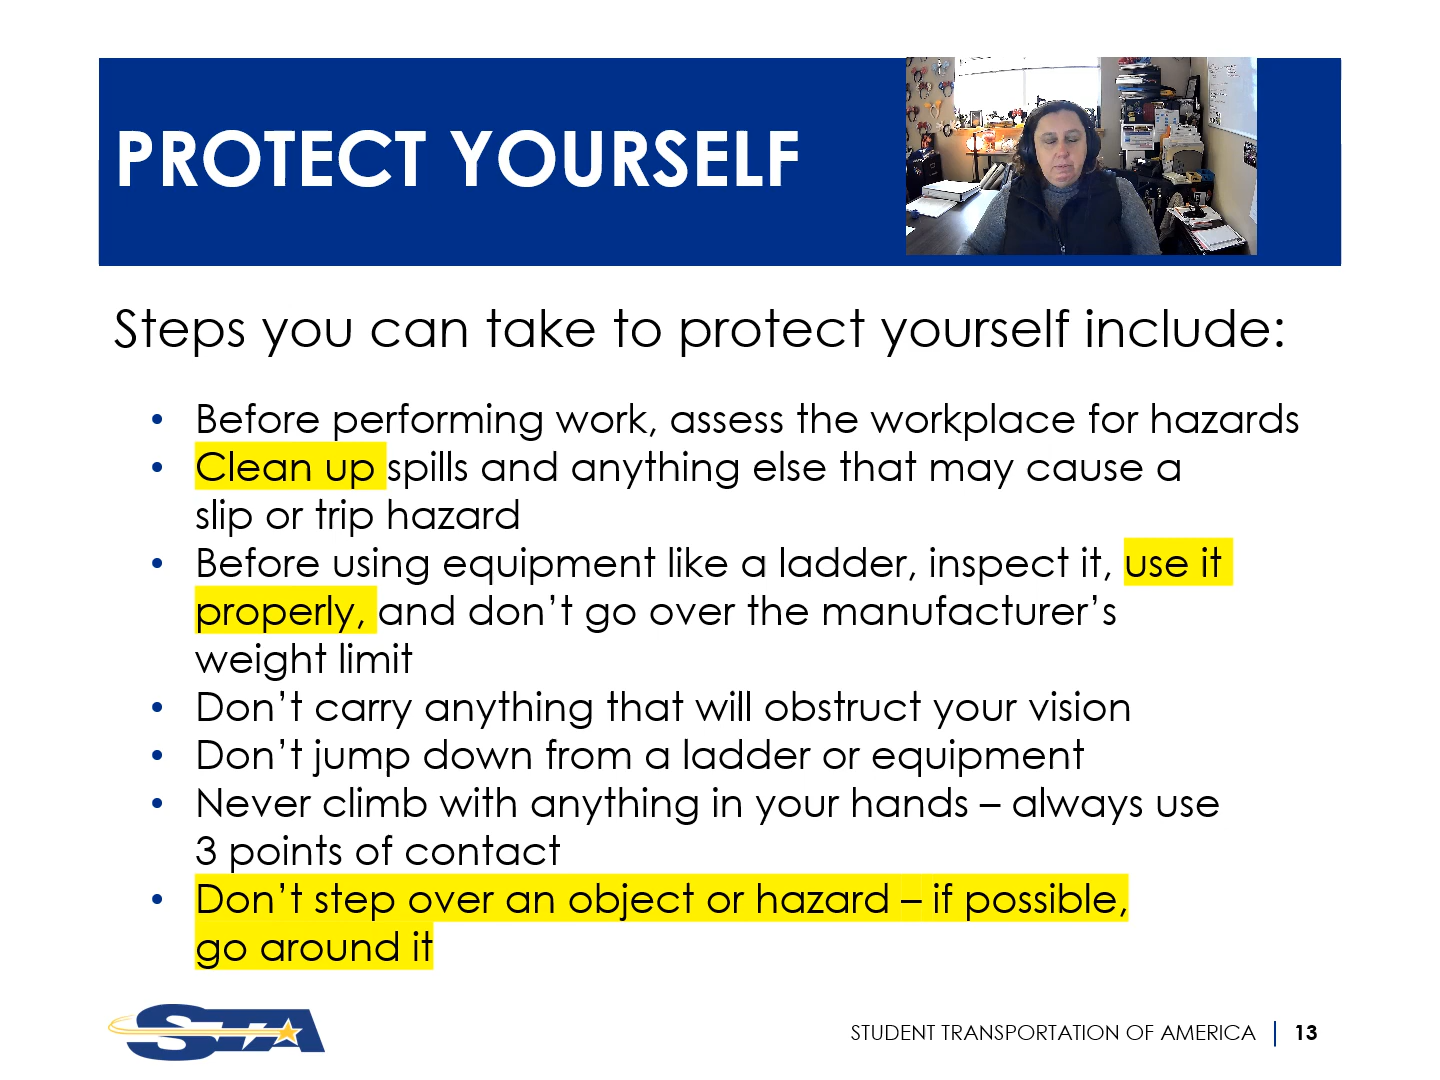 PROTECT YOURSELF
Steps you can take to protect yourself include:
• Before performing work, assess the workplace for hazards
• Clean up spills and anything else that may cause a
slip or trip hazard
• Before using equipment like a ladder, inspect it, use it
properly, and don’t go over the manufacturer’s
weight limit
• Don’t carry anything that will obstruct your vision
• Don’t jump down from a ladder or equipment
• Never climb with anything in your hands – always use
3 points of contact
• Don’t step over an object or hazard – if possible,
go around it
STA
STUDENT TRANSPORTATION OF AMERICA | 13